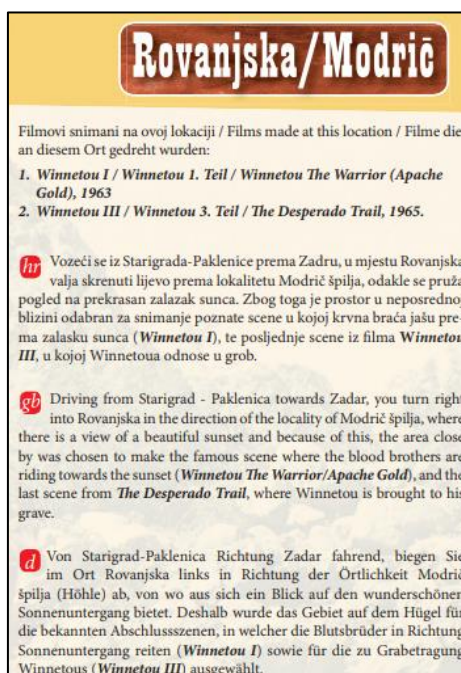 Rovanjska/Modrič
Filmovi snimani na ovoj lokaciji / Films made at this location / Filme die
an diesem Ort gedreht wurden:
1. Winnetou I / Winnetou 1. Teil / Winnetou The Warrior (Apache
Gold), 1963
2. Winnetou III / Winnetou 3. Teil / The Desperado Trail, 1965.
hr Vozeći se iz Starigrada-Paklenice prema Zadru, u mjestu Rovanjska
valja skrenuti lijevo prema lokalitetu Modrič špilja, odakle se pruža
pogled na prekrasan zalazak sunca. Zbog toga je prostor u neposrednoj
blizini odabran za snimanje poznate scene u kojoj krvna braća jašu pre-
ma zalasku sunca (Winnetou I), te posljednje scene iz filma Winnetou
III, u kojoj Winnetoua odnose u grob.
gb Driving from Starigrad - Paklenica towards Zadar, you turn right
into Rovanjska in the direction of the locality of Modrič špilja, where
there is a view of a beautiful sunset and because of this, the area close
by was chosen to make the famous scene where the blood brothers are
riding towards the sunset (Winnetou The Warrior/Apache Gold), and the
last scene from The Desperado Trail, where Winnetou is brought to his
grave.
d Von Starigrad-Paklenica Richtung Zadar fahrend, biegen Sie
im Ort Rovanjska links in Richtung der Örtlichkeit Modrič
špilja (Höhle) ab, von wo aus sich ein Blick auf den wunderschönen
Sonnenuntergang bietet. Deshalb wurde das Gebiet auf dem Hügel für
die bekannten Abschlussszenen, in welcher die Blutsbrüder in Richtung
Sonnenuntergang reiten (Winnetou I) sowie für die zu Grabetragung
Winnetous (Winnetou III) ausgewählt.